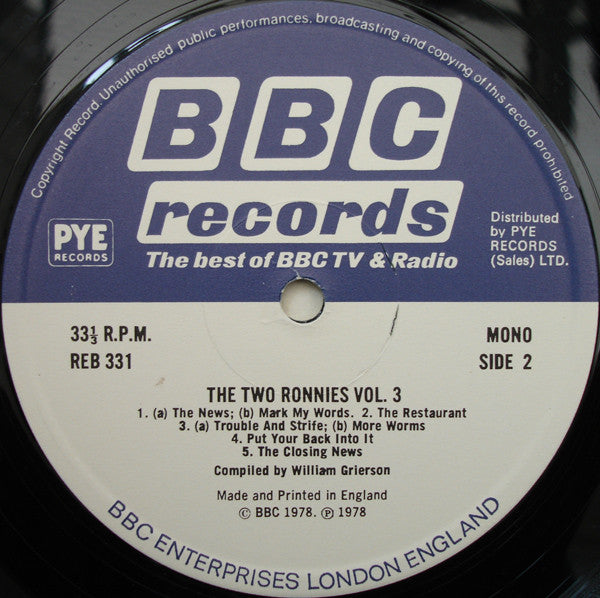 Copyright Record. Unauthorised public performances, broadcasting and copying of this record prohibited
BBC
records
The best of BBC TV & Radio
PYE
RECORDS
Distributed
by PYE
RECORDS
(Sales) LTD.
33⅓ R.P.M.
REB 331
MONO
SIDE 2
THE TWO RONNIES VOL. 3
1. (a) The News; (b) Mark My Words. 2. The Restaurant
3. (a) Trouble And Strife; (b) More Worms
4. Put Your Back Into It
5. The Closing News
Compiled by William Grierson
Made and Printed in England
© BBC 1978. ℗ 1978
BBC ENTERPRISES LONDON ENGLAND